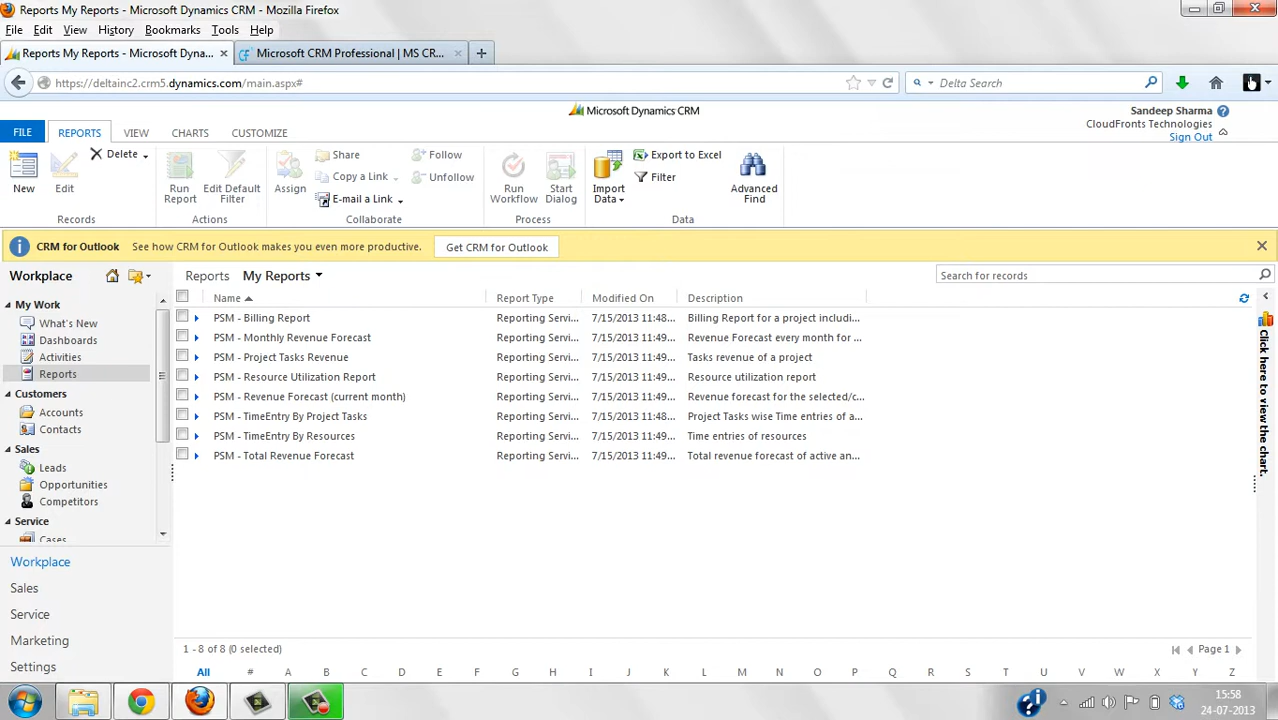 Reports My Reports - Microsoft Dynamics CRM - Mozilla Firefox
File Edit View History Bookmarks Tools Help
Reports My Reports - Microsoft Dyna... × Microsoft CRM Professional | MS CR... × +
https://deltainc2.crm5.dynamics.com/main.aspx# Delta Search
Microsoft Dynamics CRM
Sandeep Sharma
CloudFronts Technologies
Sign Out
FILE REPORTS VIEW CHARTS CUSTOMIZE
New
Edit
Delete
Records
Run Report
Edit Default Filter
Actions
Assign
Share
Copy a Link
E-mail a Link
Follow
Unfollow
Collaborate
Run Workflow
Start Dialog
Process
Import Data
Export to Excel
Filter
Advanced Find
Data
CRM for Outlook See how CRM for Outlook makes you even more productive. Get CRM for Outlook
Workplace
My Work
What's New
Dashboards
Activities
Reports
Customers
Accounts
Contacts
Sales
Leads
Opportunities
Competitors
Service
Cases
Workplace
Sales
Service
Marketing
Settings
Reports My Reports
Search for records
Name Report Type Modified On Description
PSM - Billing Report Reporting Servi... 7/15/2013 11:48... Billing Report for a project includi...
PSM - Monthly Revenue Forecast Reporting Servi... 7/15/2013 11:49... Revenue Forecast every month for ...
PSM - Project Tasks Revenue Reporting Servi... 7/15/2013 11:49... Tasks revenue of a project
PSM - Resource Utilization Report Reporting Servi... 7/15/2013 11:49... Resource utilization report
PSM - Revenue Forecast (current month) Reporting Servi... 7/15/2013 11:49... Revenue forecast for the selected/c...
PSM - TimeEntry By Project Tasks Reporting Servi... 7/15/2013 11:48... Project Tasks wise Time entries of a...
PSM - TimeEntry By Resources Reporting Servi... 7/15/2013 11:49... Time entries of resources
PSM - Total Revenue Forecast Reporting Servi... 7/15/2013 11:49... Total revenue forecast of active an...
Click here to view the chart.
1 - 8 of 8 (0 selected)
Page 1
All # A B C D E F G H I J K L M N O P Q R S T U V W X Y Z
15:58
24-07-2013